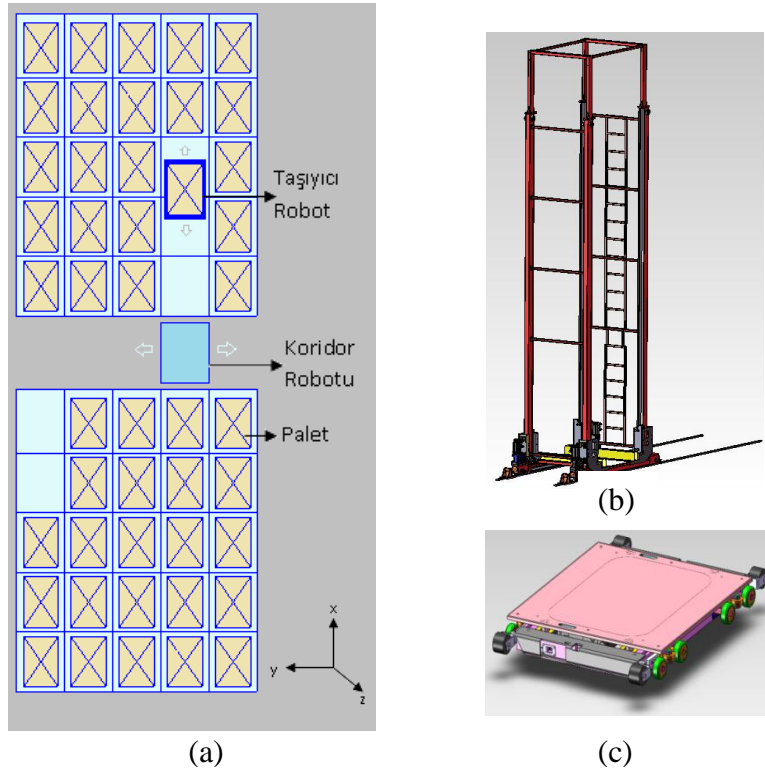 Taşıyıcı
Robot
Koridor
Robotu
Palet
x
y
z
(a)
(b)
(c)